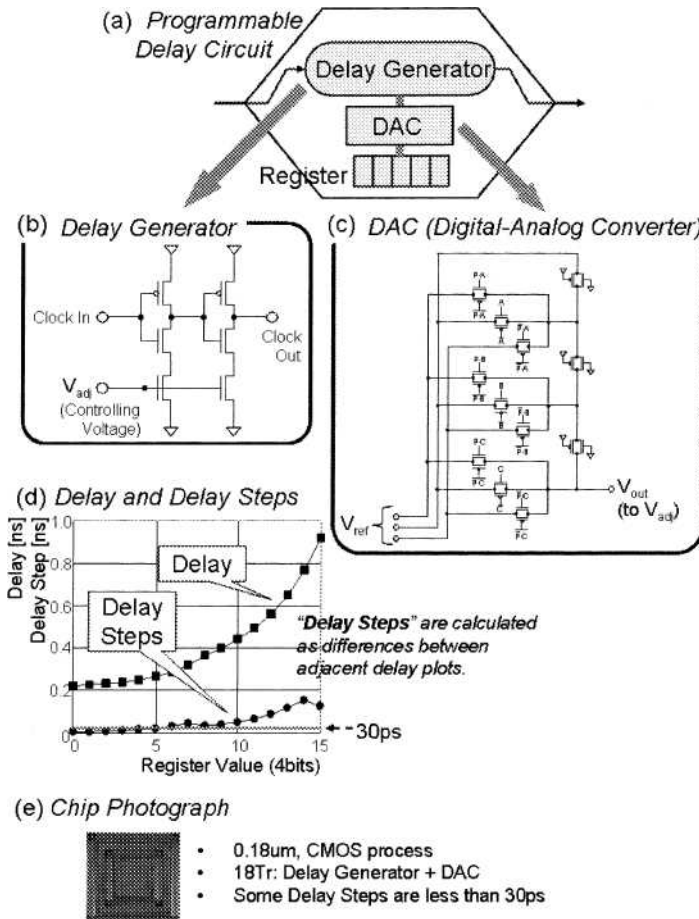 (a) Programmable
Delay Circuit
Delay Generator
DAC
Register
(b) Delay Generator
Clock In
Clock
Out
Vadj
(Controlling
Voltage)
(c) DAC (Digital-Analog Converter)
A
A
B
B
C
C
Vref
Vout
(to Vadj)
(d) Delay and Delay Steps
Delay [ns]
Delay Step [ns]
1.0
0.8
0.6
0.4
0.2
0
0
5
10
15
Delay
Delay
Steps
"Delay Steps" are calculated
as differences between
adjacent delay plots.
30ps
Register Value (4bits)
(e) Chip Photograph
• 0.18um, CMOS process
• 18Tr: Delay Generator + DAC
• Some Delay Steps are less than 30ps